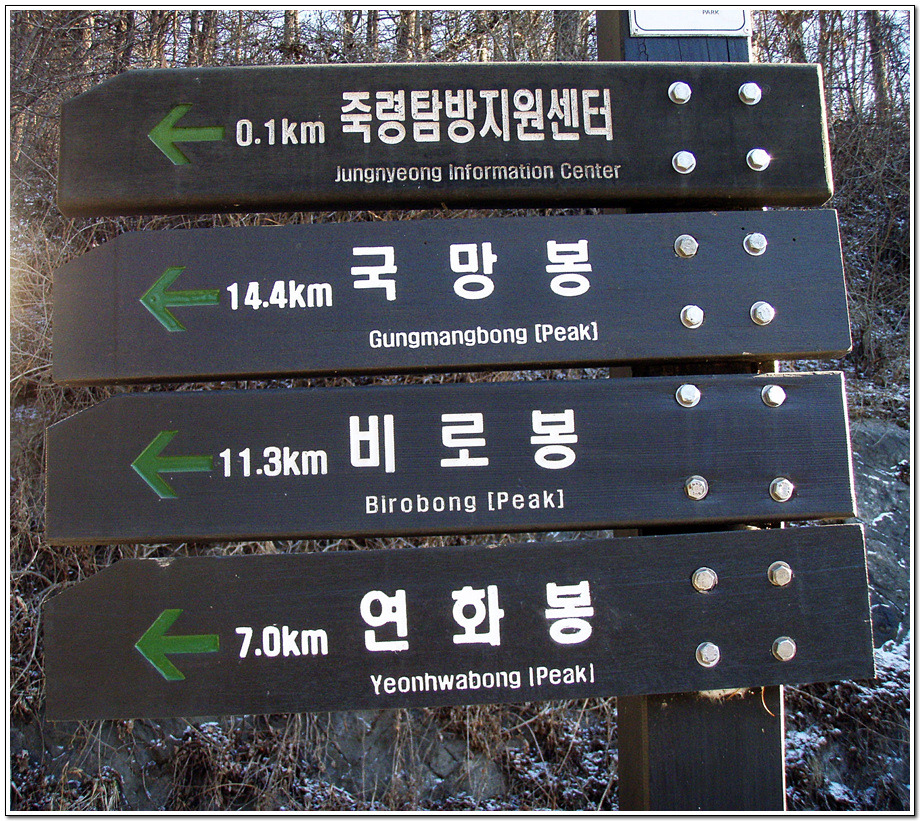 PARK
0.1km 죽령탐방지원센터
Jungnyeong Information Center
14.4km 국 망 봉
Gungmangbong [Peak]
11.3km 비 로 봉
Birobong [Peak]
7.0km 연 화 봉
Yeonhwabong [Peak]